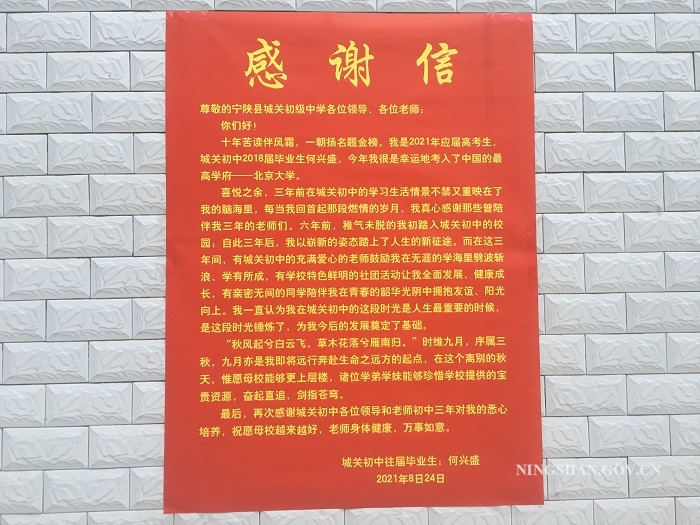 感谢信
尊敬的宁陕县城关初级中学各位领导、各位老师：
你们好！
十年苦读伴风霜，一朝扬名题金榜。我是2021年应届高考生、
城关初中2018届毕业生何兴盛，今年我很是幸运地考入了中国的最
高学府——北京大学。
喜悦之余，三年前在城关初中的学习生活情景不禁又重映在了
我的脑海里，每当我回首起那段燃情的岁月，我真心感谢那些曾陪
伴我三年的老师们。六年前，稚气未脱的我初踏入城关初中的校
园；自此三年后，我以崭新的姿态踏上了人生的新征途。而在这三
年间，有城关初中的充满爱心的老师鼓励我在无涯的学海里劈波斩
浪、学有所成，有学校特色鲜明的社团活动让我全面发展、健康成
长，有亲密无间的同学陪伴我在青春的韶华光阴中拥抱友谊、阳光
向上。我一直认为我在城关初中的这段时光是人生最重要的时候，
是这段时光锤炼了，为我今后的发展奠定了基础。
“秋风起兮白云飞，草木花落兮雁南归。”时维九月，序属三
秋，九月亦是我即将远行奔赴生命之远方的起点，在这个离别的秋
天，惟愿母校能够更上层楼，诸位学弟学妹能够珍惜学校提供的宝
贵资源，奋起直追，剑指苍穹。
最后，再次感谢城关初中各位领导和老师初中三年对我的悉心
培养，祝愿母校越来越好，老师身体健康，万事如意。
城关初中往届毕业生：何兴盛
2021年8日24日
NINGSHAN.GOV.CN